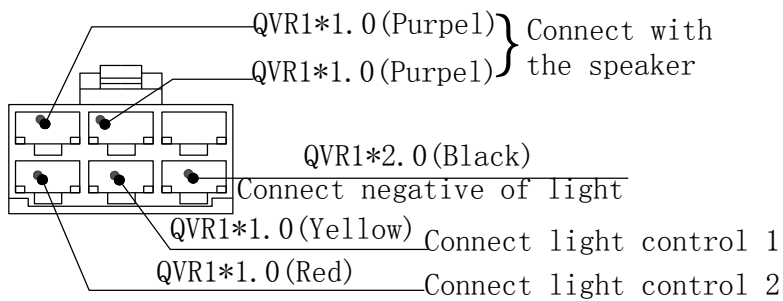 QVR1*1.0(Purpel)
QVR1*1.0(Purpel)
Connect with
the speaker
QVR1*2.0(Black)
Connect negative of light
QVR1*1.0(Yellow)
Connect light control 1
QVR1*1.0(Red)
Connect light control 2